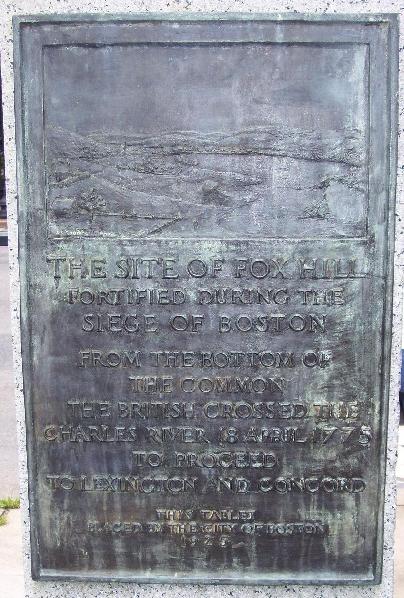 THE SITE OF FOX HILL
FORTIFIED DURING THE
SIEGE OF BOSTON
FROM THE BOTTOM OF
THE COMMON
THE BRITISH CROSSED THE
CHARLES RIVER 18 APRIL 1775
TO PROCEED
TO LEXINGTON AND CONCORD
THIS TABLET
PLACED BY THE CITY OF BOSTON
1925